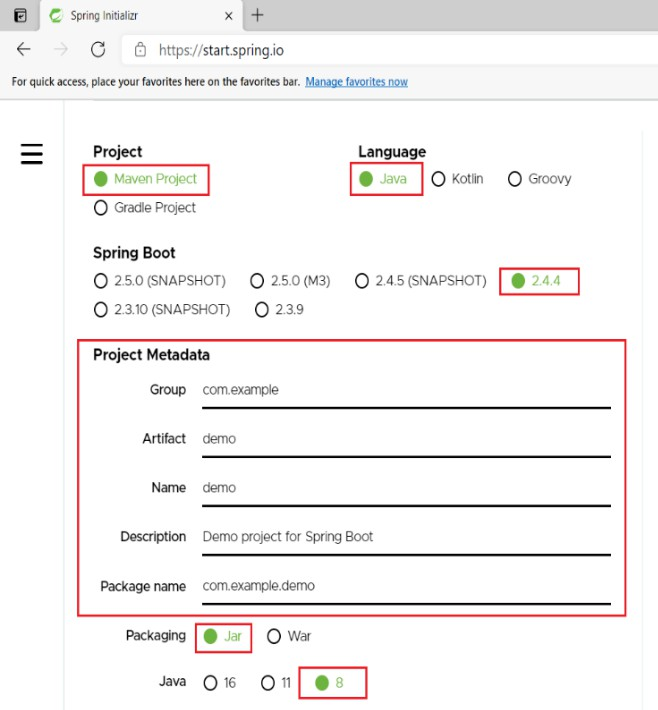 Spring Initializr
https://start.spring.io
For quick access, place your favorites here on the favorites bar. Manage favorites now
Project
Language
Maven Project
Java
Kotlin
Groovy
Gradle Project
Spring Boot
2.5.0 (SNAPSHOT)
2.5.0 (M3)
2.4.5 (SNAPSHOT)
2.4.4
2.3.10 (SNAPSHOT)
2.3.9
Project Metadata
Group com.example
Artifact demo
Name demo
Description Demo project for Spring Boot
Package name com.example.demo
Packaging Jar War
Java 16 11 8